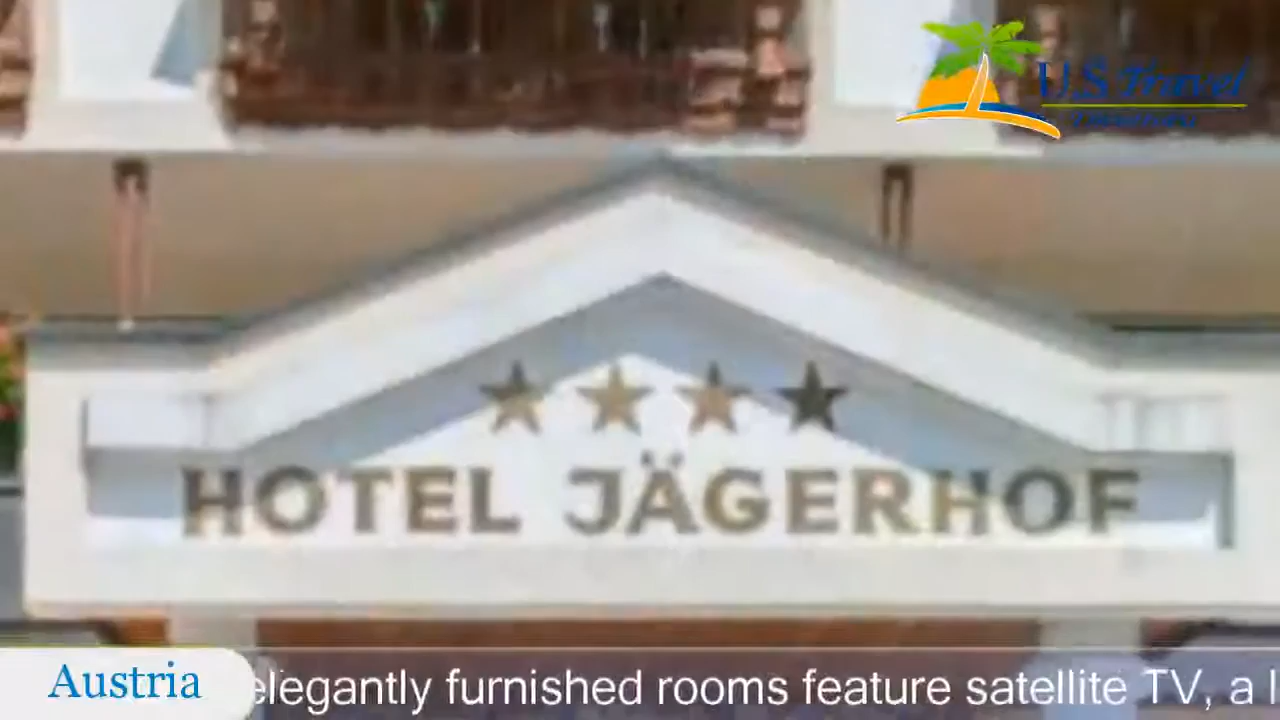 U.S Travel
HOTEL JÄGERHOF
Austria
elegantly furnished rooms feature satellite TV, a l